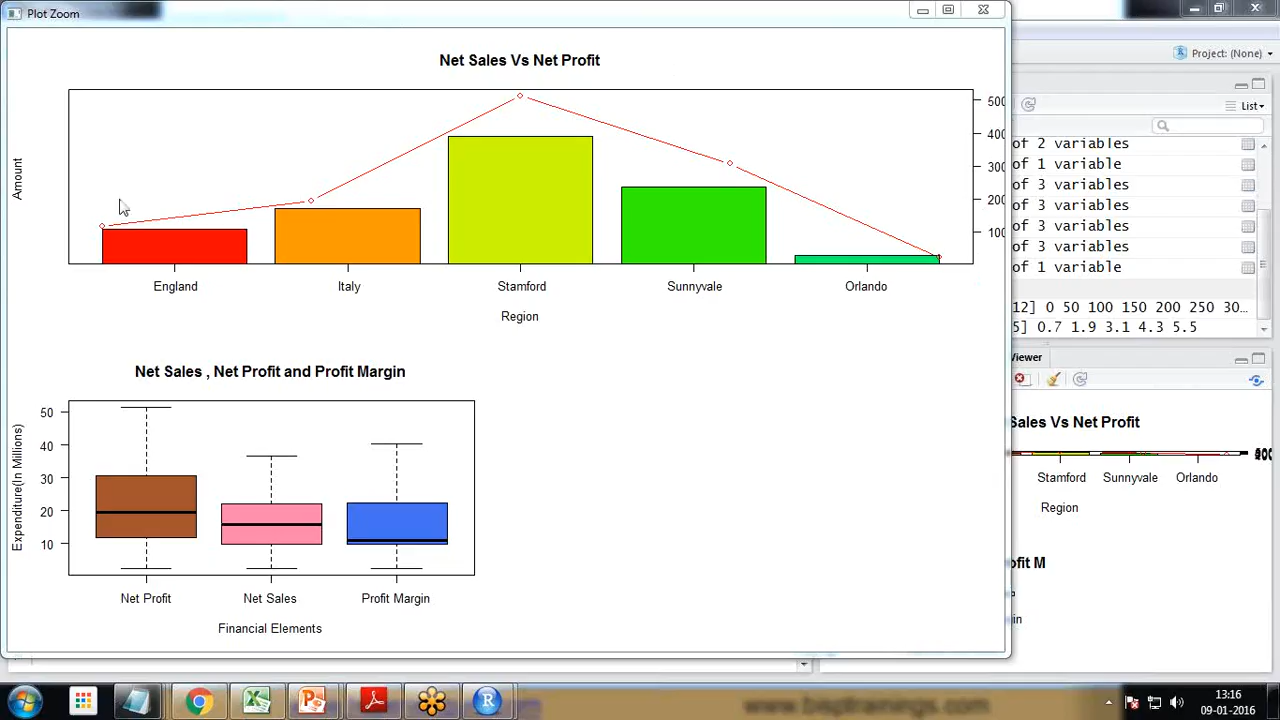 Plot Zoom
Project: (None)
Net Sales Vs Net Profit
Amount
500
400
300
200
100
England Italy Stamford Sunnyvale Orlando
Region
List
of 2 variables
of 1 variable
of 3 variables
of 3 variables
of 3 variables
of 3 variables
of 1 variable
12] 0 50 100 150 200 250 30...
5] 0.7 1.9 3.1 4.3 5.5
Viewer
Sales Vs Net Profit
Stamford Sunnyvale Orlando
Region
ofit M
in
Net Sales , Net Profit and Profit Margin
Expenditure(In Millions)
50
40
30
20
10
Net Profit Net Sales Profit Margin
Financial Elements
www.bisptrainings.com
13:16
09-01-2016